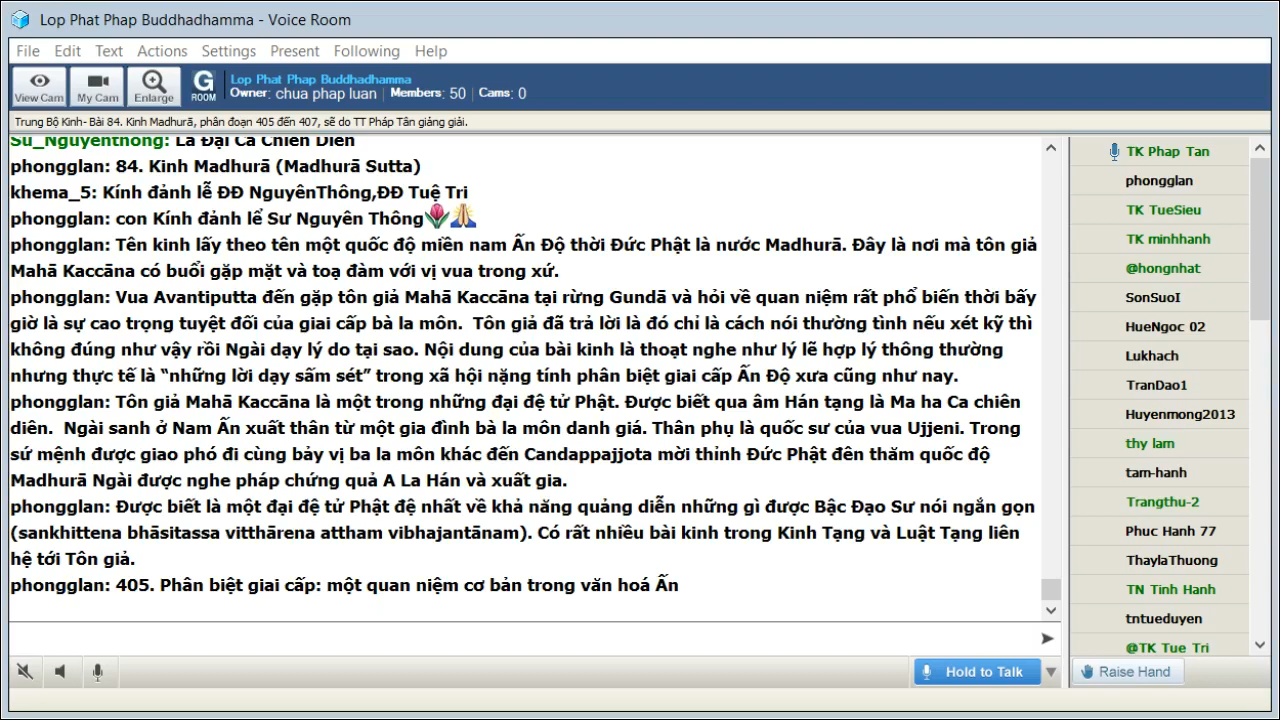 Lop Phat Phap Buddhadhamma - Voice Room
File Edit Text Actions Settings Present Following Help
View Cam My Cam Enlarge G ROOM
Lop Phat Phap Buddhadhamma
Owner: chua phap luan | Members: 50 | Cams: 0
Trung Bộ Kinh- Bài 84. Kinh Madhurā, phân đoạn 405 đến 407, sẽ do TT Pháp Tân giảng giải.
Su_Nguyenthong: Là Đại Ca Chiên Diên
phongglan: 84. Kinh Madhurā (Madhurā Sutta)
khema_5: Kính đảnh lễ ĐĐ NguyênThông,ĐĐ Tuệ Tri
phongglan: con Kính đảnh lể Sư Nguyên Thông🌷🙏
phongglan: Tên kinh lấy theo tên một quốc độ miền nam Ấn Độ thời Đức Phật là nước Madhurā. Đây là nơi mà tôn giả
Mahā Kaccāna có buổi gặp mặt và toạ đàm với vị vua trong xứ.
phongglan: Vua Avantiputta đến gặp tôn giả Mahā Kaccāna tại rừng Gundā và hỏi về quan niệm rất phổ biến thời bấy
giờ là sự cao trọng tuyệt đối của giai cấp bà la môn.  Tôn giả đã trả lời là đó chỉ là cách nói thường tình nếu xét kỹ thì
không đúng như vậy rồi Ngài dạy lý do tại sao. Nội dung của bài kinh là thoạt nghe như lý lẽ hợp lý thông thường
nhưng thực tế là “những lời dạy sấm sét” trong xã hội nặng tính phân biệt giai cấp Ấn Độ xưa cũng như nay.
phongglan: Tôn giả Mahā Kaccāna là một trong những đại đệ tử Phật. Được biết qua âm Hán tạng là Ma ha Ca chiên
diên.  Ngài sanh ở Nam Ấn xuất thân từ một gia đình bà la môn danh giá. Thân phụ là quốc sư của vua Ujjeni. Trong
sứ mệnh được giao phó đi cùng bảy vị ba la môn khác đến Candappajjota mời thỉnh Đức Phật đên thăm quốc độ
Madhurā Ngài được nghe pháp chứng quả A La Hán và xuất gia.
phongglan: Được biết là một đại đệ tử Phật đệ nhất về khả năng quảng diễn những gì được Bậc Đạo Sư nói ngắn gọn
(sankhittena bhāsitassa vitthārena attham vibhajantānam). Có rất nhiều bài kinh trong Kinh Tạng và Luật Tạng liên
hệ tới Tôn giả.
phongglan: 405. Phân biệt giai cấp: một quan niệm cơ bản trong văn hoá Ấn
TK Phap Tan
phongglan
TK TueSieu
TK minhhanh
@hongnhat
SonSuoI
HueNgoc 02
Lukhach
TranDao1
Huyenmong2013
thy lam
tam-hanh
Trangthu-2
Phuc Hanh 77
ThaylaThuong
TN Tinh Hanh
tntueduyen
@TK Tue Tri
Hold to Talk
Raise Hand